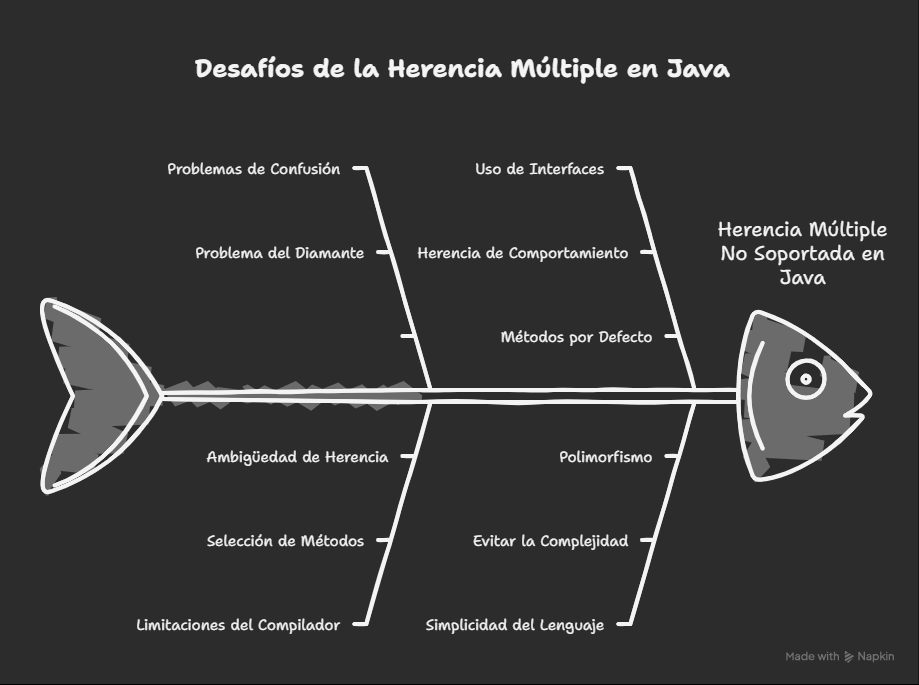 Desafíos de la Herencia Múltiple en Java
Problemas de Confusión
Uso de Interfaces
Problema del Diamante
Herencia de Comportamiento
Herencia Múltiple
No Soportada en
Java
Métodos por Defecto
Ambigüedad de Herencia
Polimorfismo
Selección de Métodos
Evitar la Complejidad
Limitaciones del Compilador
Simplicidad del Lenguaje
Made with Napkin